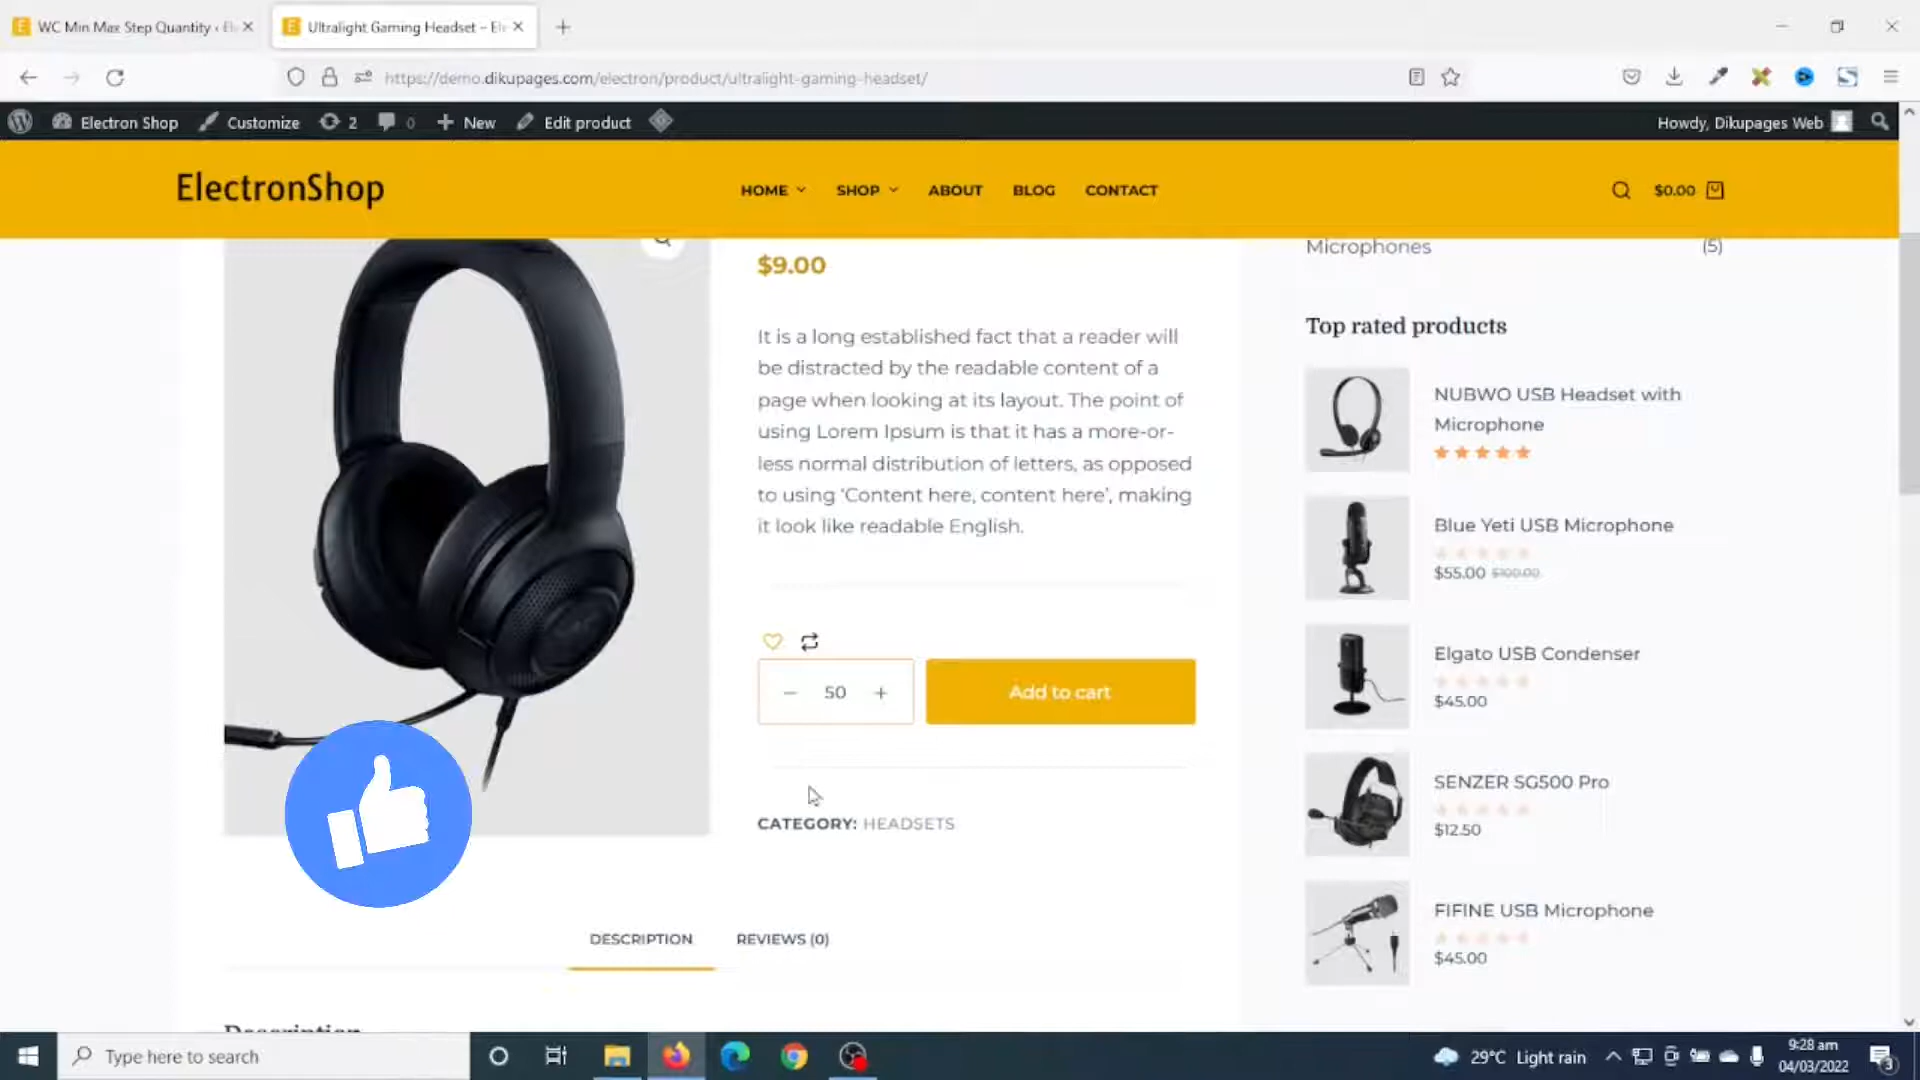 WC Min Max Step Quantity ‹ El
Ultralight Gaming Headset – Ele
https://demo.dikupages.com/electron/product/ultralight-gaming-headset/
Electron Shop
Customize
2
0
New
Edit product
Howdy, Dikupages Web
ElectronShop
HOME
SHOP
ABOUT
BLOG
CONTACT
$0.00
$9.00
It is a long established fact that a reader will
be distracted by the readable content of a
page when looking at its layout. The point of
using Lorem Ipsum is that it has a more-or-
less normal distribution of letters, as opposed
to using ‘Content here, content here’, making
it look like readable English.
50
Add to cart
CATEGORY: HEADSETS
DESCRIPTION
REVIEWS (0)
Description
Microphones (5)
Top rated products
NUBWO USB Headset with
Microphone
Blue Yeti USB Microphone
$55.00 $100.00
Elgato USB Condenser
$45.00
SENZER SG500 Pro
$12.50
FIFINE USB Microphone
$45.00
Type here to search
29°C Light rain
9:28 am
04/03/2022
3